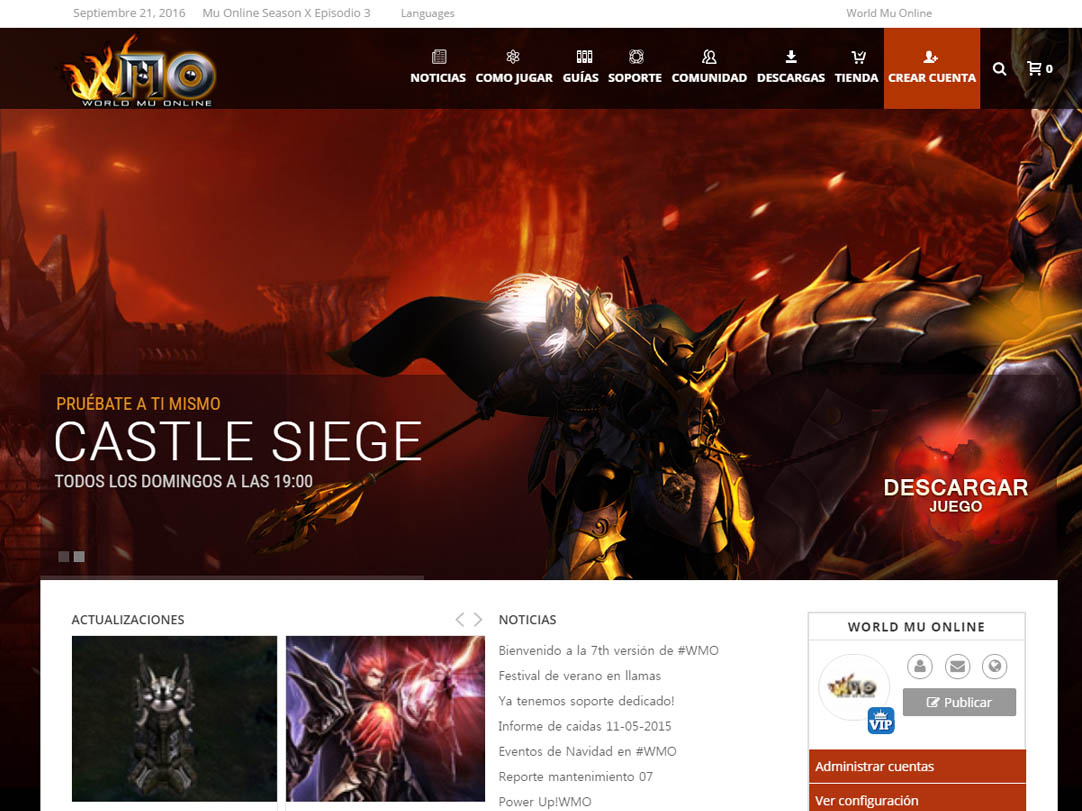 Septiembre 21, 2016 Mu Online Season X Episodio 3 Languages World Mu Online
WMO
WORLD MU ONLINE
NOTICIAS COMO JUGAR GUÍAS SOPORTE COMUNIDAD DESCARGAS TIENDA CREAR CUENTA 0
PRUÉBATE A TI MISMO
CASTLE SIEGE
TODOS LOS DOMINGOS A LAS 19:00
DESCARGAR
JUEGO
ACTUALIZACIONES
NOTICIAS
Bienvenido a la 7th versión de #WMO
Festival de verano en llamas
Ya tenemos soporte dedicado!
Informe de caidas 11-05-2015
Eventos de Navidad en #WMO
Reporte mantenimiento 07
Power Up!WMO
WORLD MU ONLINE
WMO
VIP
Publicar
Administrar cuentas
Ver configuración